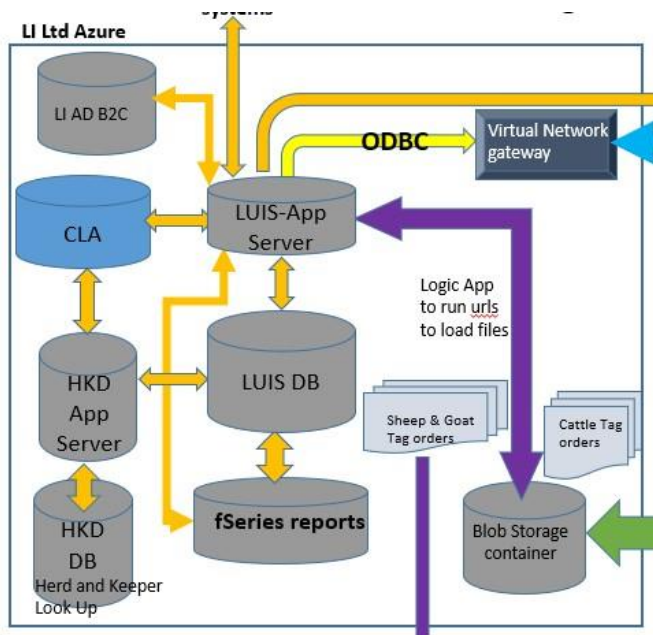 systems
LI Ltd Azure
LI AD B2C
ODBC
Virtual Network
gateway
CLA
LUIS-App
Server
Logic App
to run urls
to load files
HKD
App
Server
LUIS DB
Sheep & Goat
Tag orders
Cattle Tag
orders
fSeries reports
HKD
DB
Herd and Keeper
Look Up
Blob Storage
container